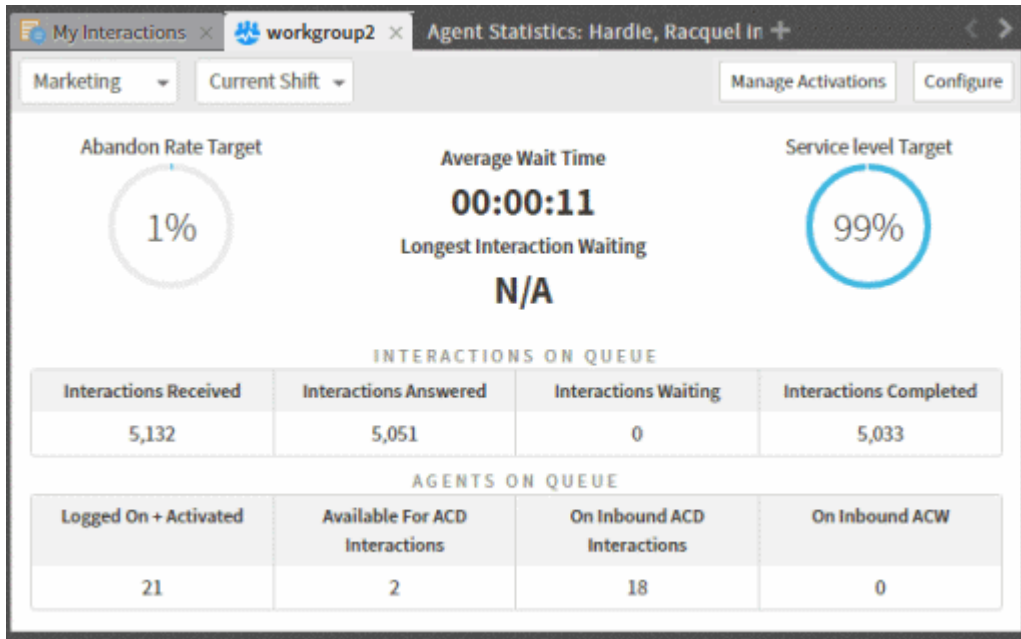 My Interactions
workgroup2
Agent Statistics: Hardie, Racquel in
Marketing
Current Shift
Manage Activations
Configure
Abandon Rate Target
1%
Average Wait Time
00:00:11
Longest Interaction Waiting
N/A
Service level Target
99%
INTERACTIONS ON QUEUE
Interactions Received Interactions Answered Interactions Waiting Interactions Completed
5,132 5,051 0 5,033
AGENTS ON QUEUE
Logged On + Activated
Available For ACD
Interactions
On Inbound ACD
Interactions
On Inbound ACW
21 2 18 0